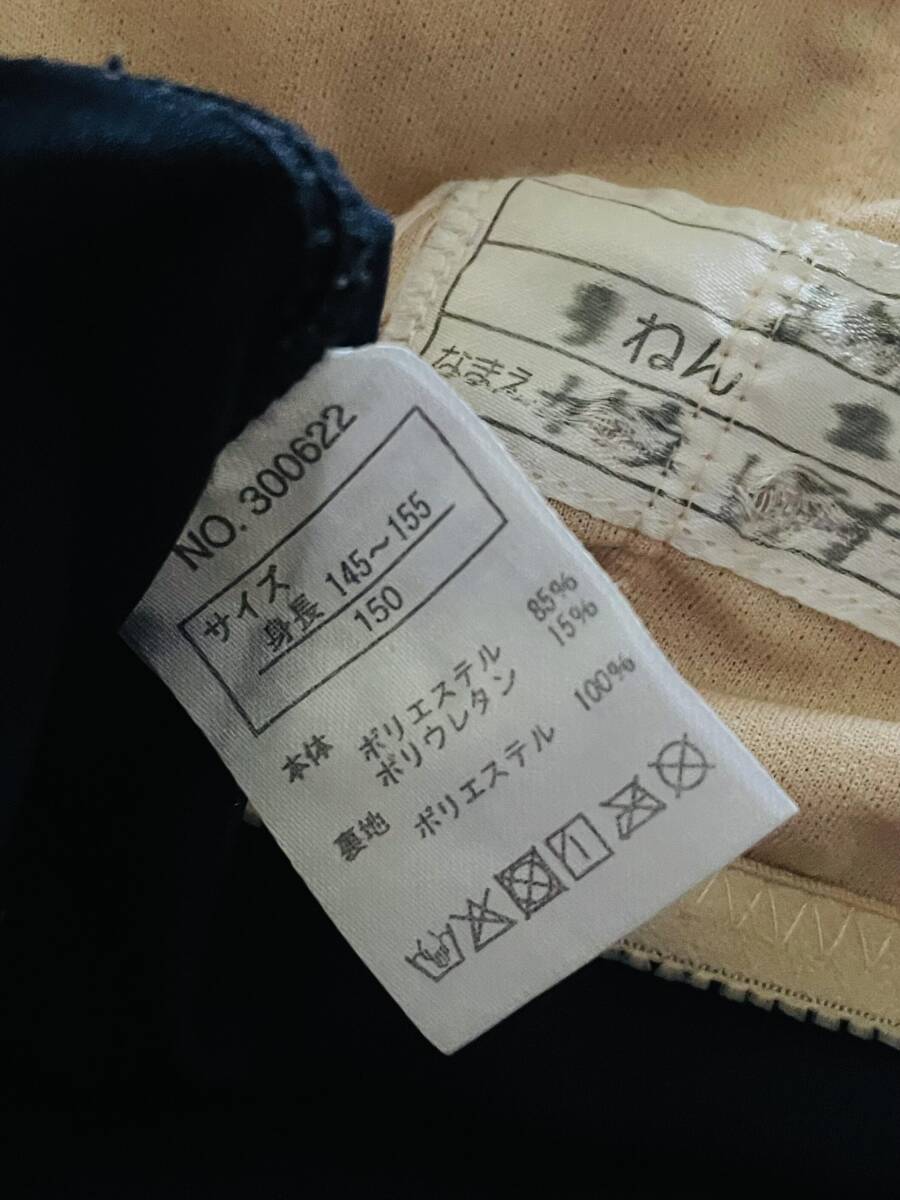 NO. 300622
サイズ
身長 145～155
150
本体 ポリエステル 85%
ポリウレタン 15%
裏地 ポリエステル 100%
ねん
なまえ